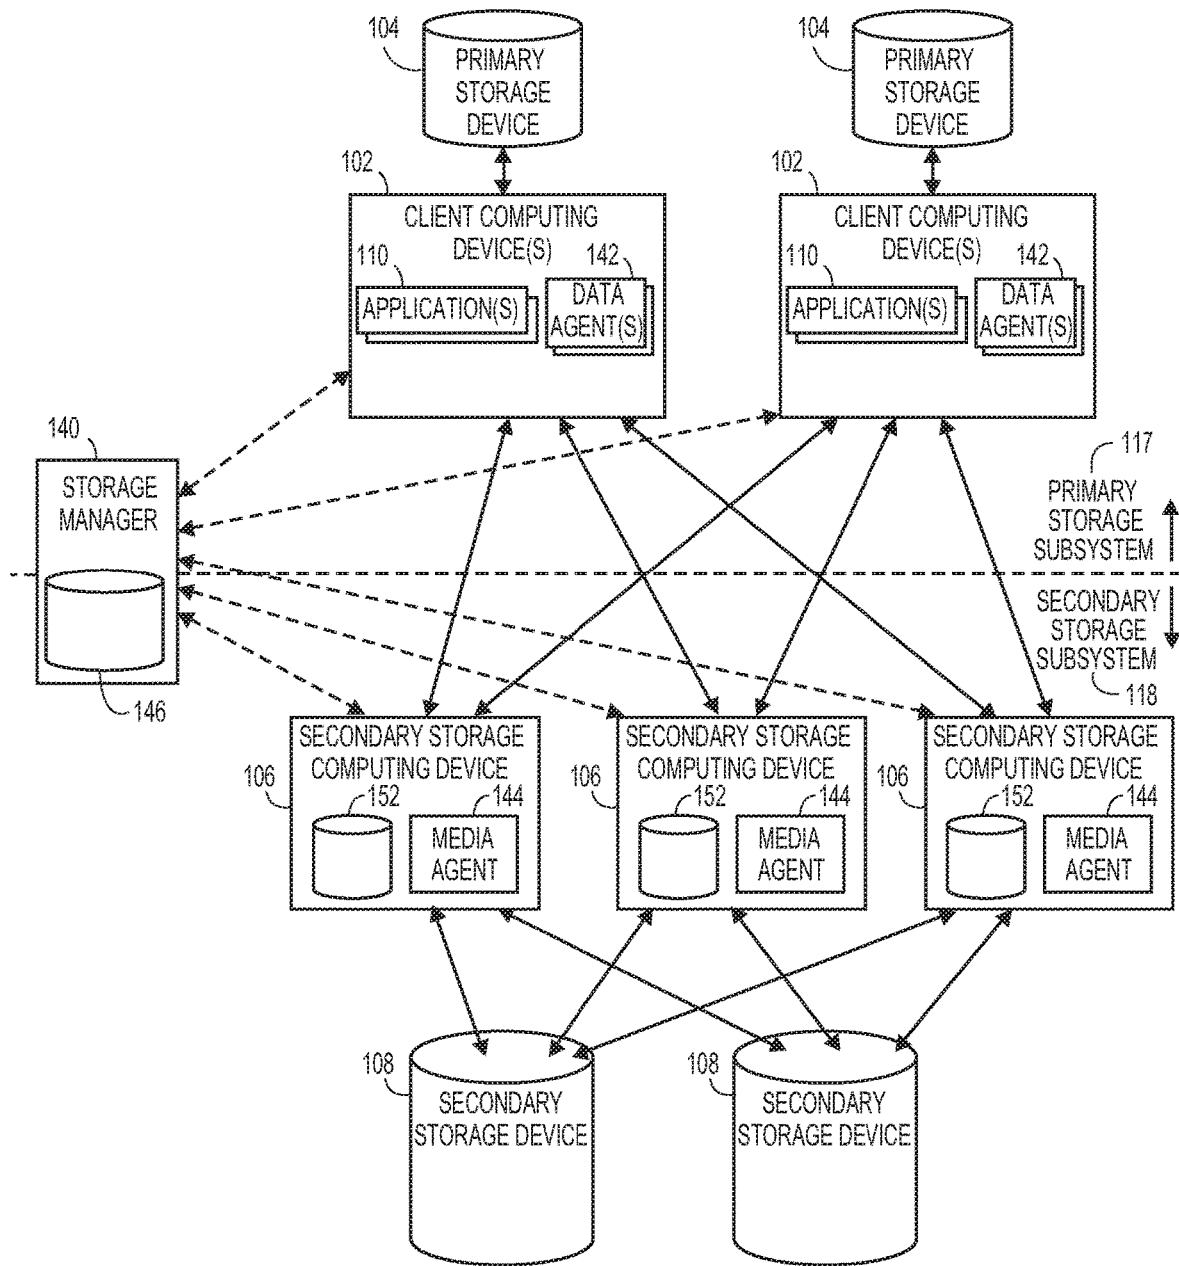 104
PRIMARY
STORAGE
DEVICE
104
PRIMARY
STORAGE
DEVICE
102
CLIENT COMPUTING
DEVICE(S)
110
142
APPLICATION(S)
DATA
AGENT(S)
102
CLIENT COMPUTING
DEVICE(S)
110
142
APPLICATION(S)
DATA
AGENT(S)
140
STORAGE
MANAGER
146
117
PRIMARY
STORAGE
SUBSYSTEM
SECONDARY
STORAGE
SUBSYSTEM
118
SECONDARY STORAGE
COMPUTING DEVICE
106
152
144
MEDIA
AGENT
SECONDARY STORAGE
COMPUTING DEVICE
106
152
144
MEDIA
AGENT
SECONDARY STORAGE
COMPUTING DEVICE
106
152
144
MEDIA
AGENT
108
SECONDARY
STORAGE DEVICE
108
SECONDARY
STORAGE DEVICE